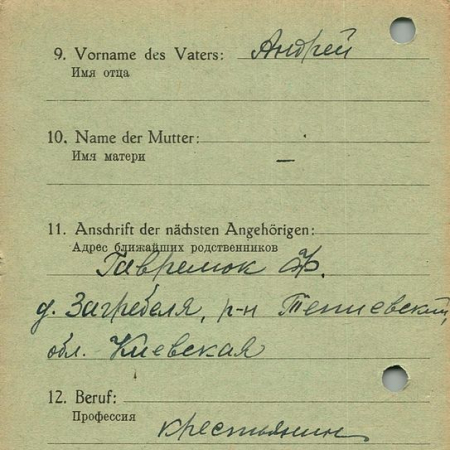 9. Vorname des Vaters: Андрей
Имя отца
10. Name der Mutter:
Имя матери —
11. Anschrift der nächsten Angehörigen:
Адрес ближайших родственников
Гаврелюк Ф.
д. Загребеля, р-н Тетиевский,
обл. Киевская
12. Beruf:
Профессия крестьянин